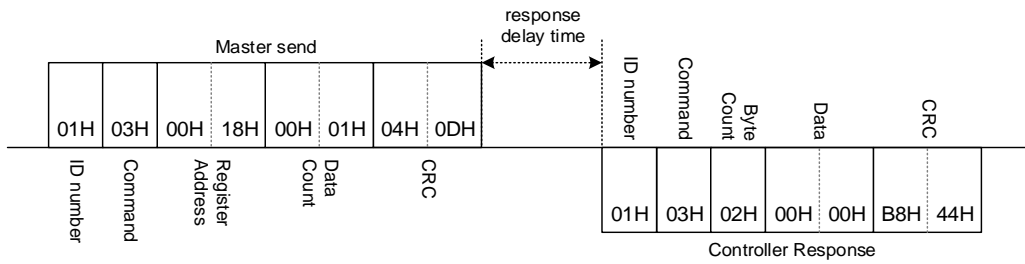 response
delay time
Master send
01H 03H 00H 18H 00H 01H 04H 0DH
ID number
Command
Register
Address
Data
Count
CRC
ID number
Command
Byte
Count
Data
CRC
01H 03H 02H 00H 00H B8H 44H
Controller Response